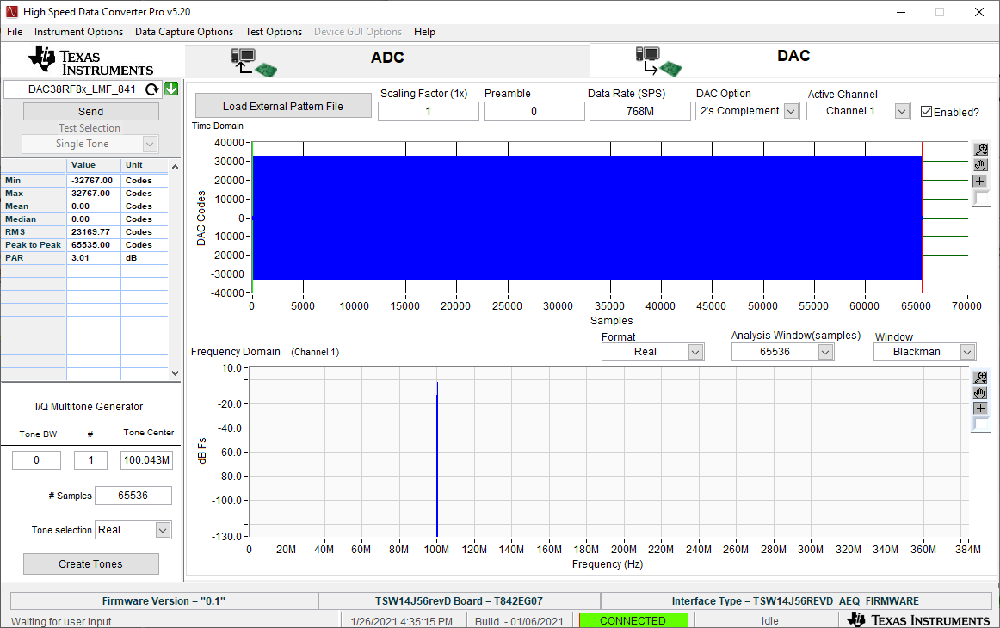 High Speed Data Converter Pro v5.20
File Instrument Options Data Capture Options Test Options Device GUI Options Help
TEXAS INSTRUMENTS
ADC
DAC
DAC38RF8x_LMF_841
Send
Test Selection
Single Tone
Value Unit
Min -32767.00 Codes
Max 32767.00 Codes
Mean 0.00 Codes
Median 0.00 Codes
RMS 23169.77 Codes
Peak to Peak 65535.00 Codes
PAR 3.01 dB
I/Q Multitone Generator
Tone BW # Tone Center
0 1 100.043M
# Samples 65536
Tone selection Real
Create Tones
Load External Pattern File
Scaling Factor (1x) Preamble Data Rate (SPS) DAC Option Active Channel
1 0 768M 2's Complement Channel 1 Enabled?
Time Domain
DAC Codes
40000
30000
20000
10000
0
-10000
-20000
-30000
-40000
0 5000 10000 15000 20000 25000 30000 35000 40000 45000 50000 55000 60000 65000 70000
Samples
Format Analysis Window(samples) Window
Real 65536 Blackman
Frequency Domain (Channel 1)
dB Fs
10.0
-20.0
-40.0
-60.0
-80.0
-100.0
-130.0
0 20M 40M 60M 80M 100M 120M 140M 160M 180M 200M 220M 240M 260M 280M 300M 320M 340M 360M 384M
Frequency (Hz)
Firmware Version = "0.1" TSW14J56revD Board = T842EG07 Interface Type = TSW14J56REVD_AEQ_FIRMWARE
Waiting for user input 1/26/2021 4:35:15 PM Build - 01/06/2021 CONNECTED Idle TEXAS INSTRUMENTS